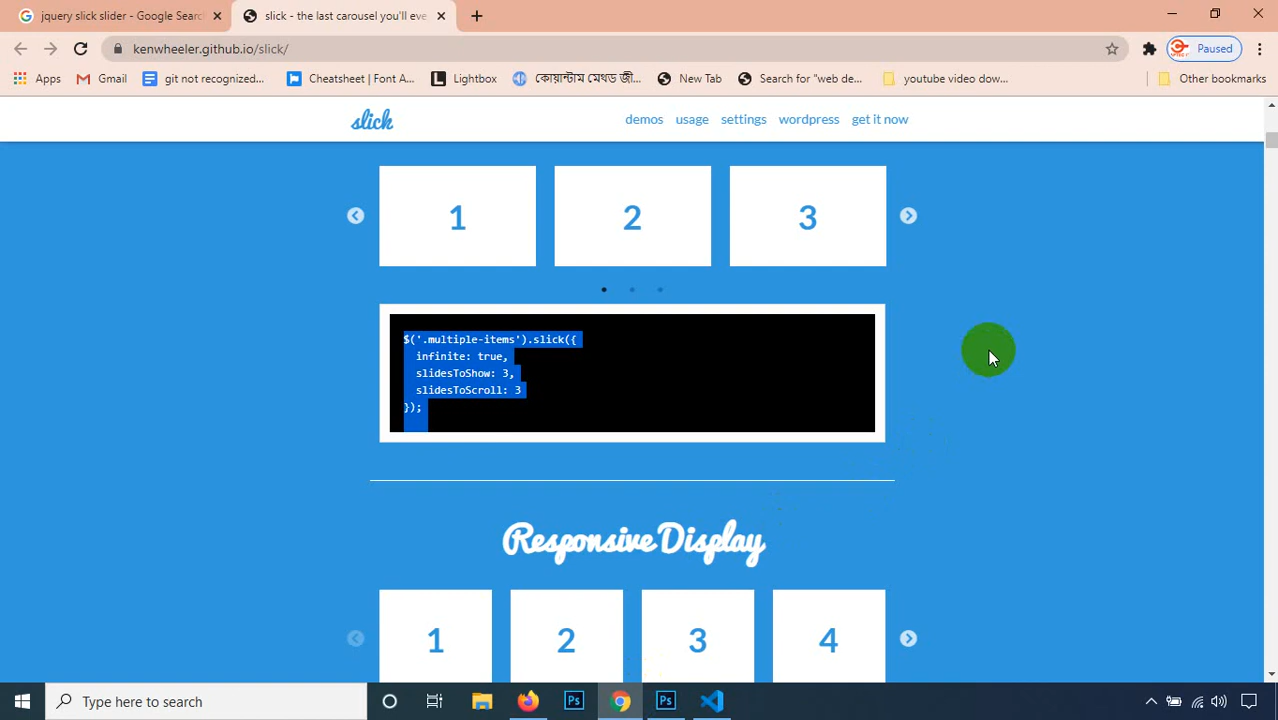 jquery slick slider - Google Sear
slick - the last carousel you'll eve
kenwheeler.github.io/slick/
Paused
Apps
Gmail
git not recognized...
Cheatsheet | Font A...
Lightbox
কোয়ান্টাম মেথড জী...
New Tab
Search for "web de...
youtube video dow...
Other bookmarks
slick
demos
usage
settings
wordpress
get it now
1
2
3
$('.multiple-items').slick({
infinite: true,
slidesToShow: 3,
slidesToScroll: 3
});
Responsive Display
1
2
3
4
Type here to search
Ps
Ps